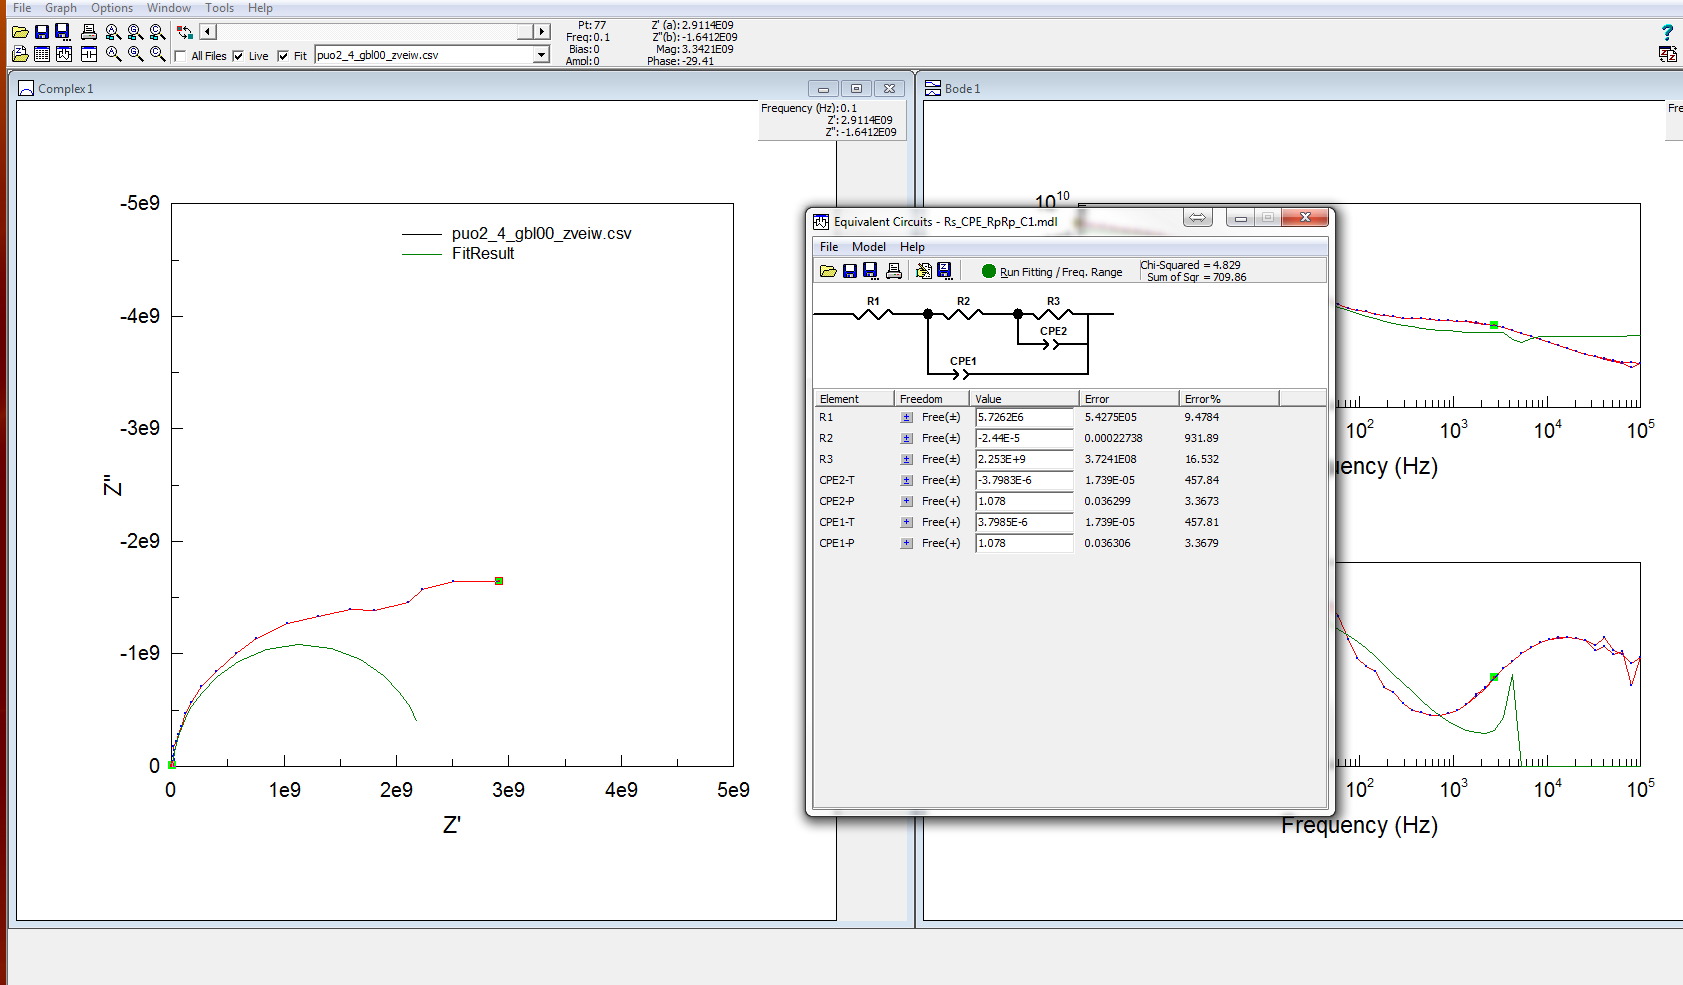 File Graph Options Window Tools Help
Pt: 77 Z' (a): 2.9114E09
Freq: 0.1 Z''(b): -1.6412E09
Bias: 0 Mag: 3.3421E09
Ampl: 0 Phase: -29.41
All Files Live Fit puo2_4_gbl00_zveiw.csv
Complex1
Frequency (Hz): 0.1
Z': 2.9114E09
Z'': -1.6412E09
-5e9
puo2_4_gbl00_zveiw.csv
FitResult
-4e9
-3e9
Z''
-2e9
-1e9
0
0 1e9 2e9 3e9 4e9 5e9
Z'
Bode1
Fre
10^10
Equivalent Circuits - Rs_CPE_RpRp_C1.mdl
File Model Help
Run Fitting / Freq. Range
Chi-Squared = 4.829
Sum of Sqr = 709.86
R1 R2 R3
CPE2
CPE1
Element Freedom Value Error Error%
R1 Free(±) 5.7262E6 5.4275E05 9.4784
R2 Free(±) -2.44E-5 0.00022738 931.89
R3 Free(±) 2.253E+9 3.7241E08 16.532
CPE2-T Free(±) -3.7983E-6 1.739E-05 457.84
CPE2-P Free(+) 1.078 0.036299 3.3673
CPE1-T Free(+) 3.7985E-6 1.739E-05 457.81
CPE1-P Free(+) 1.078 0.036306 3.3679
10^2 10^3 10^4 10^5
uency (Hz)
10^2 10^3 10^4 10^5
Frequency (Hz)